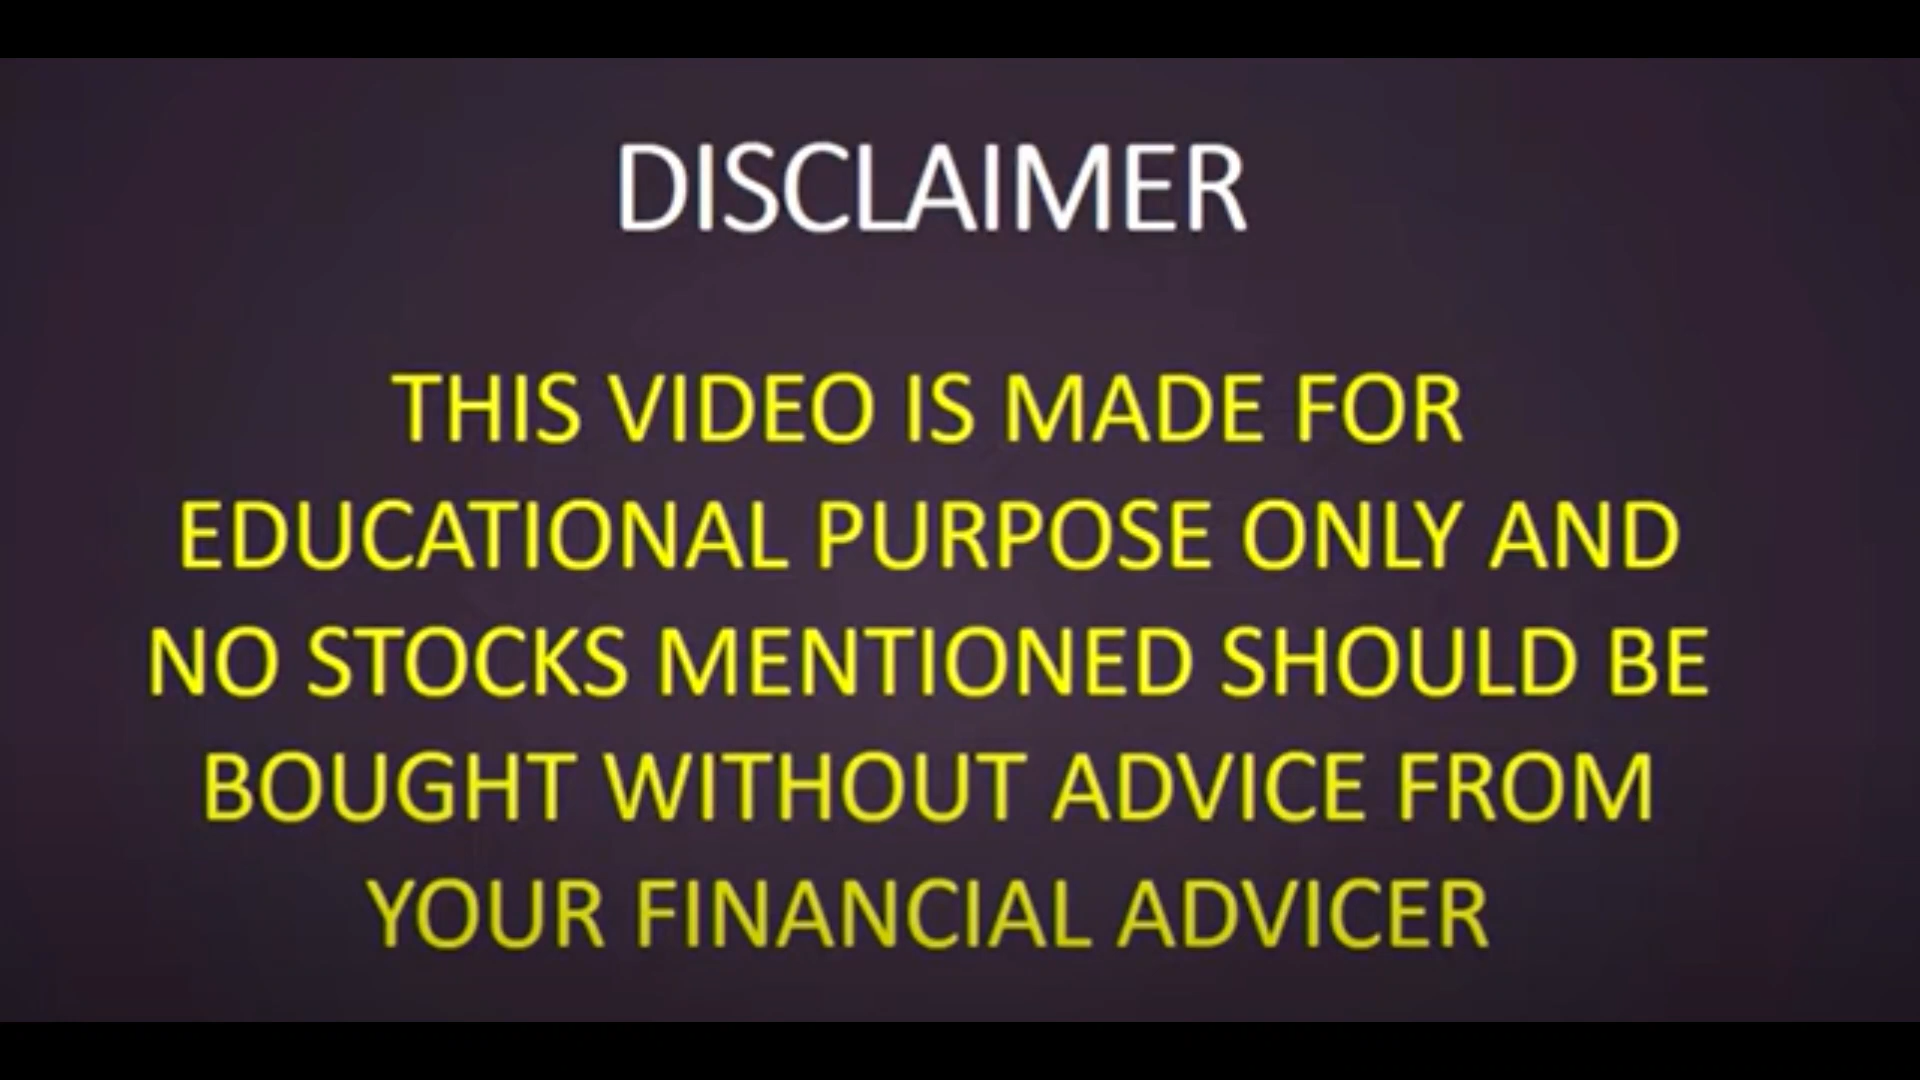 DISCLAIMER
THIS VIDEO IS MADE FOR
EDUCATIONAL PURPOSE ONLY AND
NO STOCKS MENTIONED SHOULD BE
BOUGHT WITHOUT ADVICE FROM
YOUR FINANCIAL ADVICER